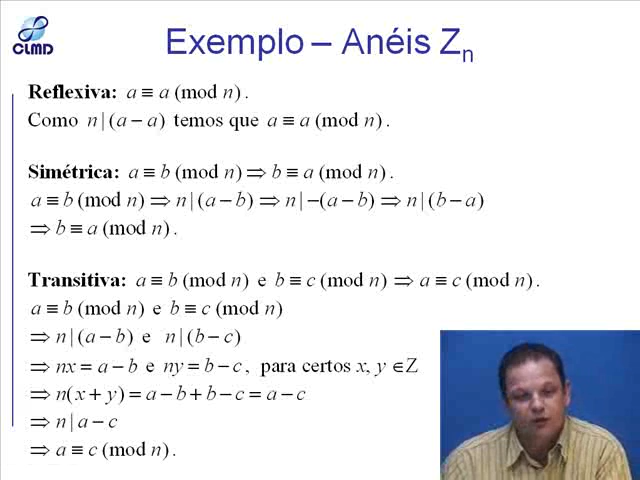 CLMD
Exemplo – Anéis Zₙ
Reflexiva: a ≡ a (mod n).
Como n | (a − a) temos que a ≡ a (mod n).
Simétrica: a ≡ b (mod n) ⇒ b ≡ a (mod n).
a ≡ b (mod n) ⇒ n | (a − b) ⇒ n | −(a − b) ⇒ n | (b − a)
⇒ b ≡ a (mod n).
Transitiva: a ≡ b (mod n) e b ≡ c (mod n) ⇒ a ≡ c (mod n).
a ≡ b (mod n) e b ≡ c (mod n)
⇒ n | (a − b) e n | (b − c)
⇒ nx = a − b e ny = b − c, para certos x, y ∈ Z
⇒ n(x + y) = a − b + b − c = a − c
⇒ n | a − c
⇒ a ≡ c (mod n).